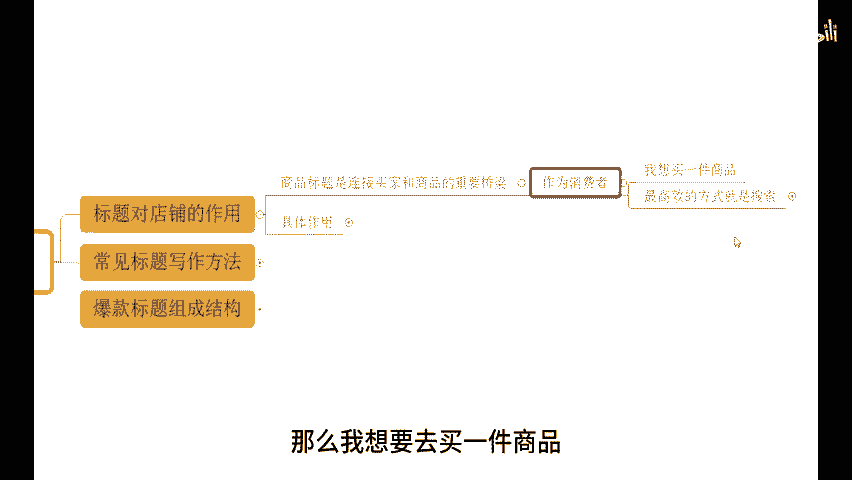 商品标题是连接买家和商品的重要桥梁
作为消费者
我想买一件商品
最高效的方式就是搜索
标题对店铺的作用
具体作用
常见标题写作方法
爆款标题组成结构
那么我想要去买一件商品